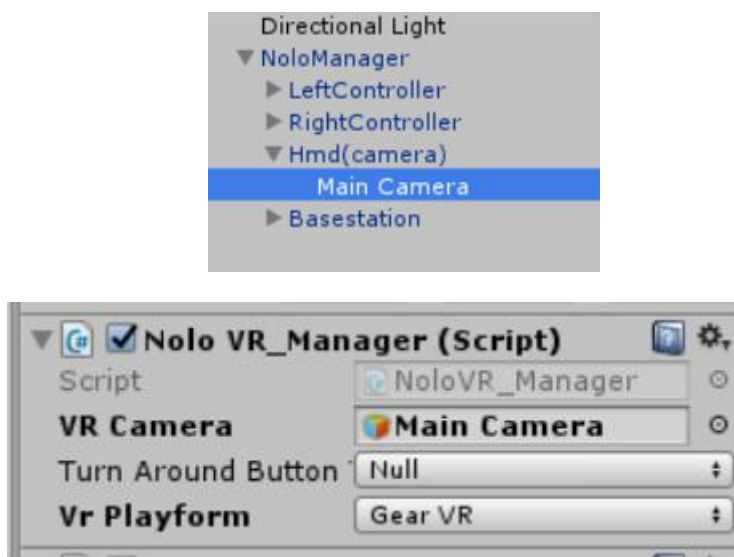 Directional Light
NoloManager
LeftController
RightController
Hmd(camera)
Main Camera
Basestation
Nolo VR_Manager (Script)
Script NoloVR_Manager
VR Camera Main Camera
Turn Around Button Null
Vr Playform Gear VR